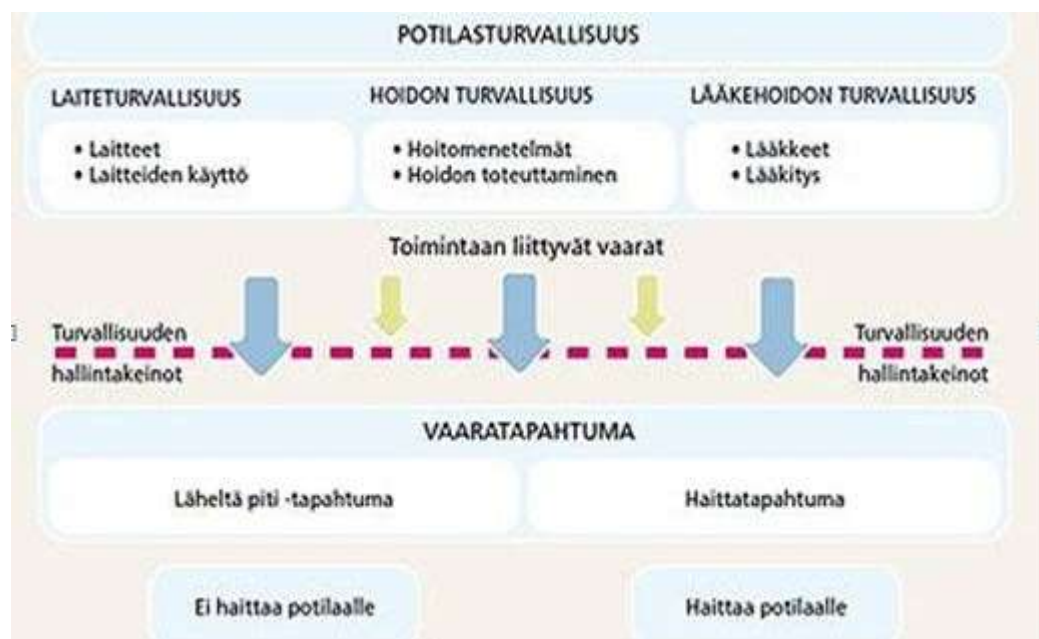 POTILASTURVALLISUUS
LAITETURVALLISUUS
• Laitteet
• Laitteiden käyttö
HOIDON TURVALLISUUS
• Hoitomenetelmät
• Hoidon toteuttaminen
LÄÄKEHOIDON TURVALLISUUS
• Lääkkeet
• Lääkitys
Toimintaan liittyvät vaarat
Turvallisuuden
hallintakeinot
Turvallisuuden
hallintakeinot
VAARATAPAHTUMA
Läheltä piti -tapahtuma
Haittatapahtuma
Ei haittaa potilaalle
Haittaa potilaalle